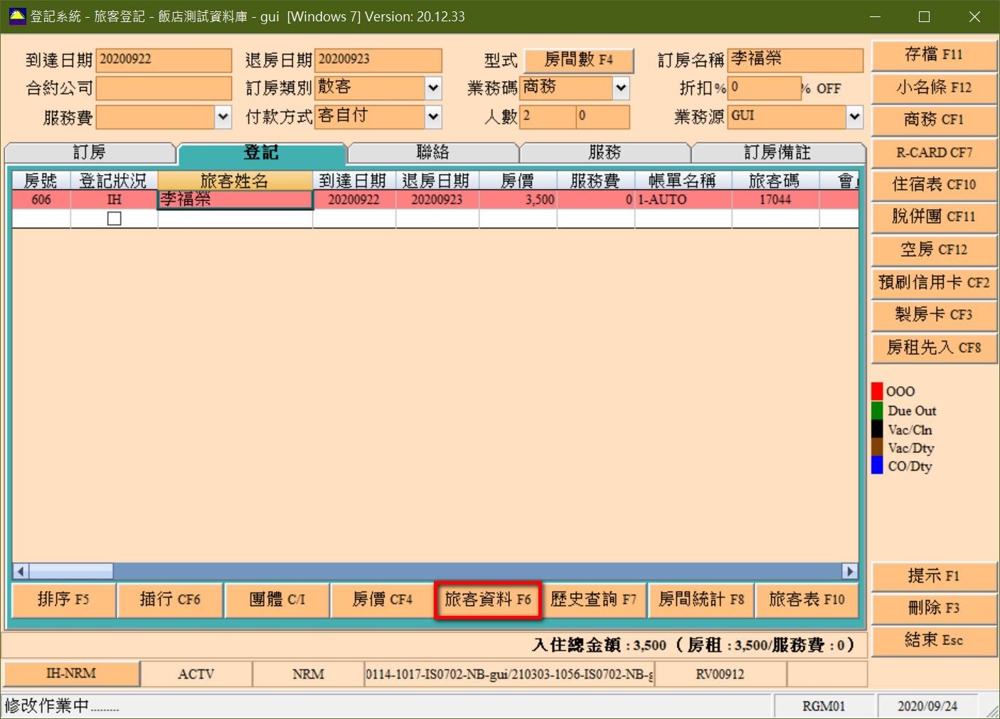 登記系統 - 旅客登記 - 飯店測試資料庫 - gui  [Windows 7] Version: 20.12.33
到達日期 20200922 退房日期 20200923 型式 房間數 F4 訂房名稱 李福榮
合約公司 訂房類別 散客 業務碼 商務 折扣% 0 % OFF
服務費 付款方式 客自付 人數 2 0 業務源 GUI
訂房 登記 聯絡 服務 訂房備註
房號 登記狀況 旅客姓名 到達日期 退房日期 房價 服務費 帳單名稱 旅客碼 會
606 IH 李福榮 20200922 20200923 3,500 0 1-AUTO 17044
排序 F5 插行 CF6 團體 C/I 房價 CF4 旅客資料 F6 歷史查詢 F7 房間統計 F8 旅客表 F10
入住總金額 : 3,500 ( 房租 : 3,500/服務費 : 0 )
IH-NRM ACTV NRM 0114-1017-IS0702-NB-gui/210303-1056-IS0702-NB-g RV00912
修改作業中......... RGM01 2020/09/24
存檔 F11
小名條 F12
商務 CF1
R-CARD CF7
住宿表 CF10
脫併團 CF11
空房 CF12
預刷信用卡 CF2
製房卡 CF3
房租先入 CF8
OOO
Due Out
Vac/Cln
Vac/Dty
CO/Dty
提示 F1
刪除 F3
結束 Esc